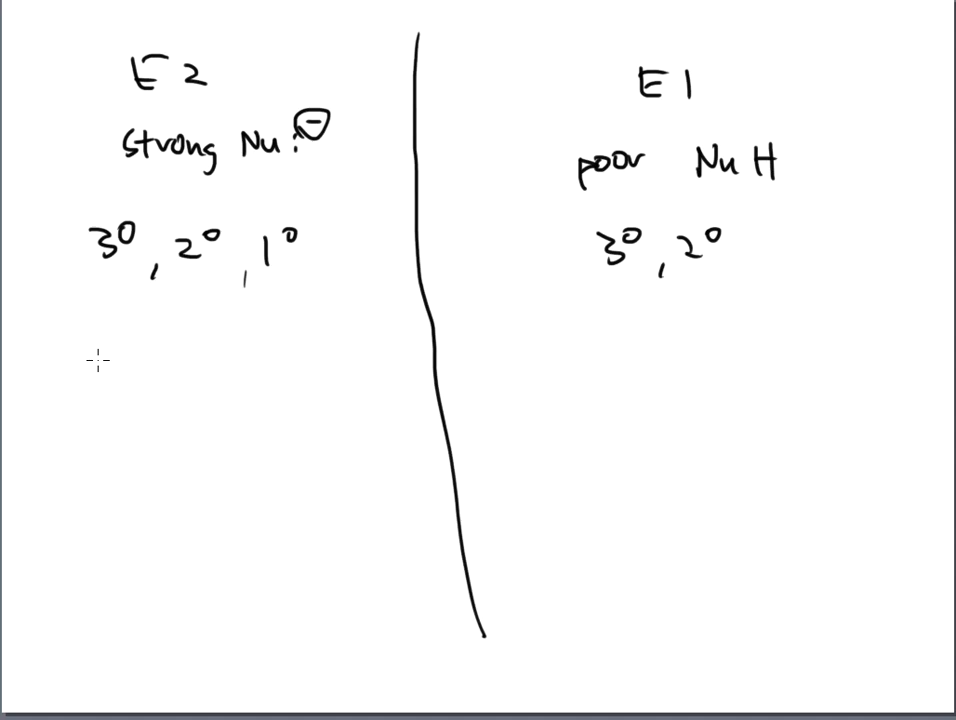 E2
strong Nu:⊖
3°, 2°, 1°
E1
poor NuH
3°, 2°